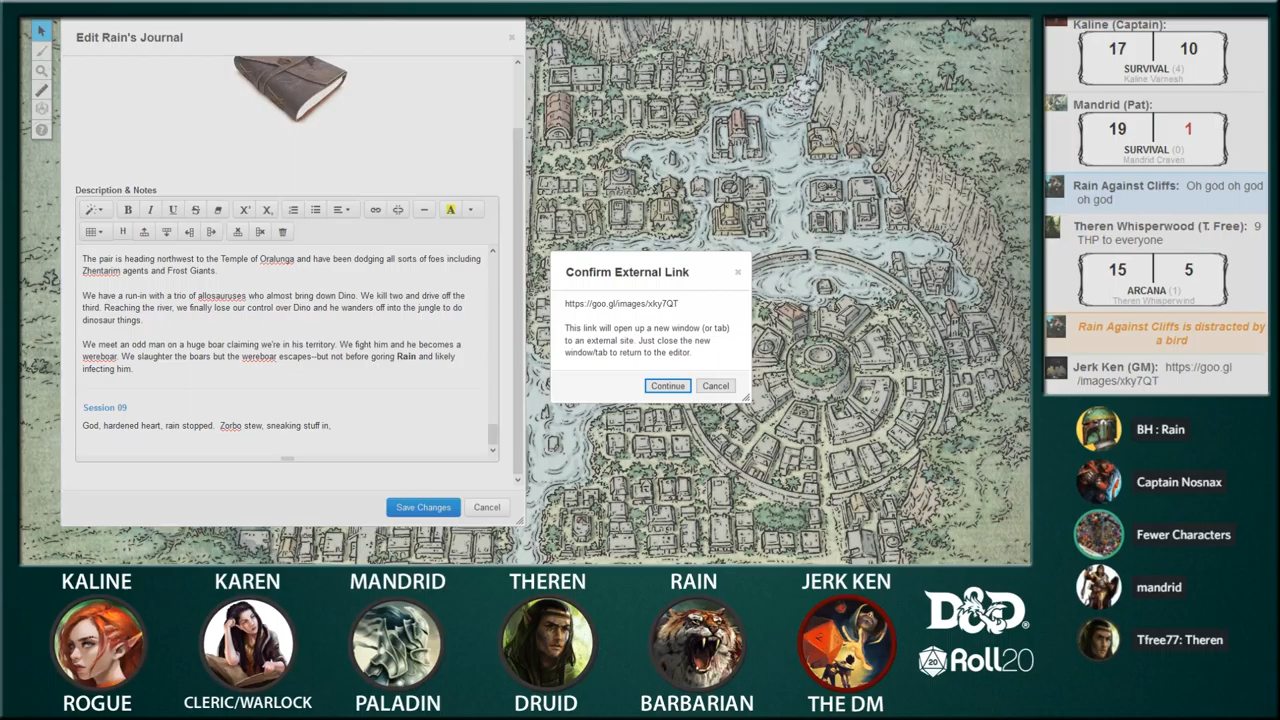 Edit Rain's Journal
×
Description & Notes
B I U S X¹ X, H A
The pair is heading northwest to the Temple of Oralunga and have been dodging all sorts of foes including
Zhentarim agents and Frost Giants.
We have a run-in with a trio of allosauruses who almost bring down Dino. We kill two and drive off the
third. Reaching the river, we finally lose our control over Dino and he wanders off into the jungle to do
dinosaur things.
We meet an odd man on a huge boar claiming we're in his territory. We fight him and he becomes a
wereboar. We slaughter the boars but the wereboar escapes--but not before goring Rain and likely
infecting him.
Session 09
God, hardened heart, rain stopped. Zorbo stew, sneaking stuff in,
Save Changes
Cancel
Confirm External Link
×
https://goo.gl/images/xky7QT
This link will open up a new window (or tab)
to an external site. Just close the new
window/tab to return to the editor.
Continue
Cancel
Kaline (Captain):
17 10
SURVIVAL (4)
Kaline Varnesh
Mandrid (Pat):
19 1
SURVIVAL (0)
Mandrid Craven
Rain Against Cliffs: Oh god oh god
oh god
Theren Whisperwood (T. Free): 9
THP to everyone
15 5
ARCANA (1)
Theren Whisperwind
Rain Against Cliffs is distracted by
a bird
Jerk Ken (GM): https://goo.gl
/images/xky7QT
BH : Rain
Captain Nosnax
Fewer Characters
mandrid
Tfree77: Theren
KALINE
ROGUE
KAREN
CLERIC/WARLOCK
MANDRID
PALADIN
THEREN
DRUID
RAIN
BARBARIAN
JERK KEN
THE DM
D&D®
20 Roll20